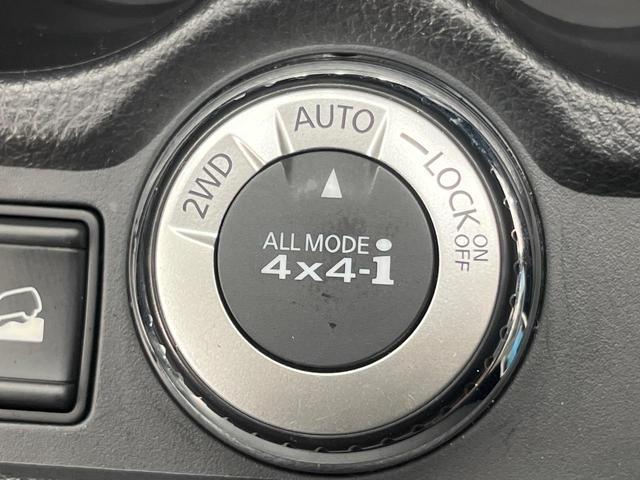 2WD
AUTO
LOCK ON
OFF
ALL MODE
4x4-i